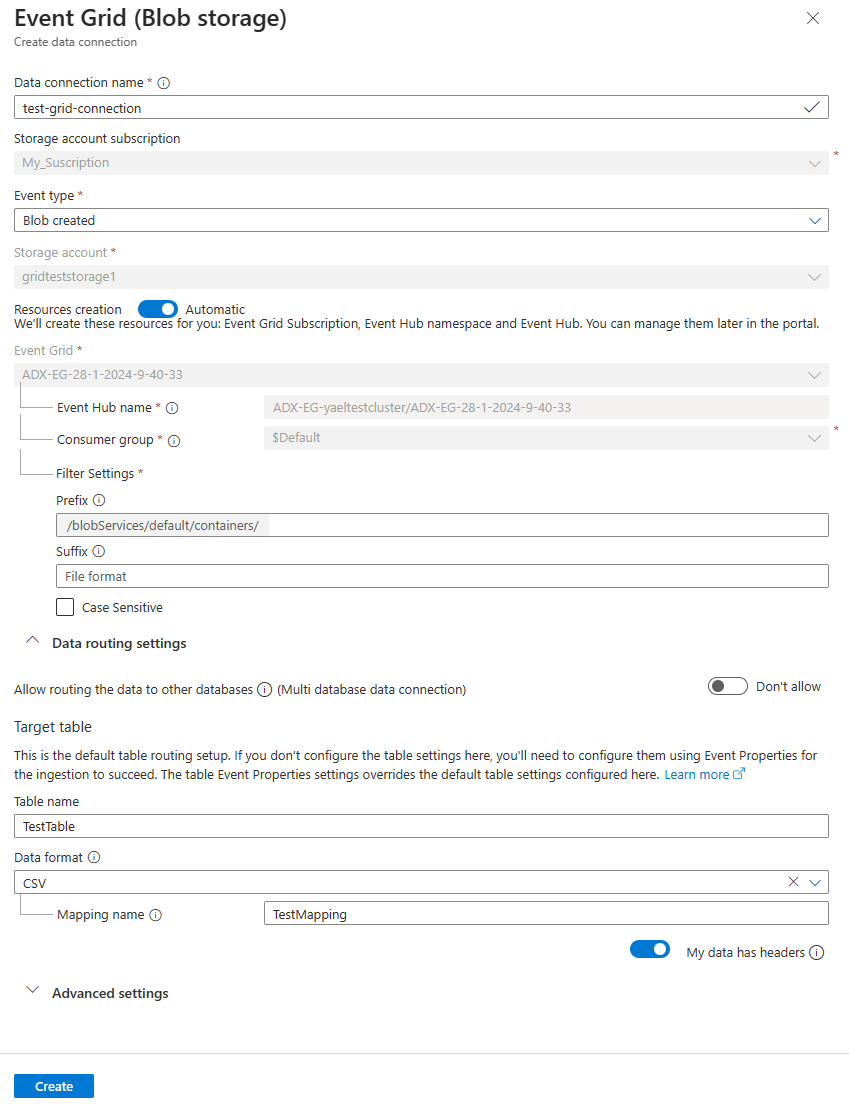 Event Grid (Blob storage)
Create data connection
Data connection name *
test-grid-connection
Storage account subscription
My_Suscription
*
Event type *
Blob created
Storage account *
gridteststorage1
Resources creation Automatic
We'll create these resources for you: Event Grid Subscription, Event Hub namespace and Event Hub. You can manage them later in the portal.
Event Grid *
ADX-EG-28-1-2024-9-40-33
Event Hub name * ADX-EG-yaeltestcluster/ADX-EG-28-1-2024-9-40-33
Consumer group * $Default *
Filter Settings *
Prefix
/blobServices/default/containers/
Suffix
File format
Case Sensitive
Data routing settings
Allow routing the data to other databases (Multi database data connection) Don't allow
Target table
This is the default table routing setup. If you don't configure the table settings here, you'll need to configure them using Event Properties for
the ingestion to succeed. The table Event Properties settings overrides the default table settings configured here. Learn more
Table name
TestTable
Data format
CSV
Mapping name TestMapping
My data has headers
Advanced settings
Create